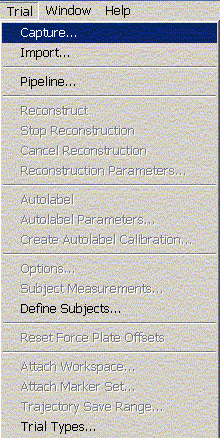 Trial Window Help
Capture...
Import...
Pipeline...
Reconstruct
Stop Reconstruction
Cancel Reconstruction
Reconstruction Parameters...
Autolabel
Autolabel Parameters...
Create Autolabel Calibration...
Options...
Subject Measurements...
Define Subjects...
Reset Force Plate Offsets
Attach Workspace...
Attach Marker Set...
Trajectory Save Range...
Trial Types...